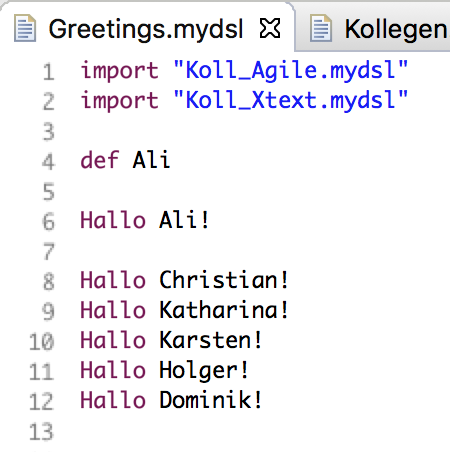 Greetings.mydsl Kollegen
1 import "Koll_Agile.mydsl"
2 import "Koll_Xtext.mydsl"
3
4 def Ali
5
6 Hallo Ali!
7
8 Hallo Christian!
9 Hallo Katharina!
10 Hallo Karsten!
11 Hallo Holger!
12 Hallo Dominik!
13